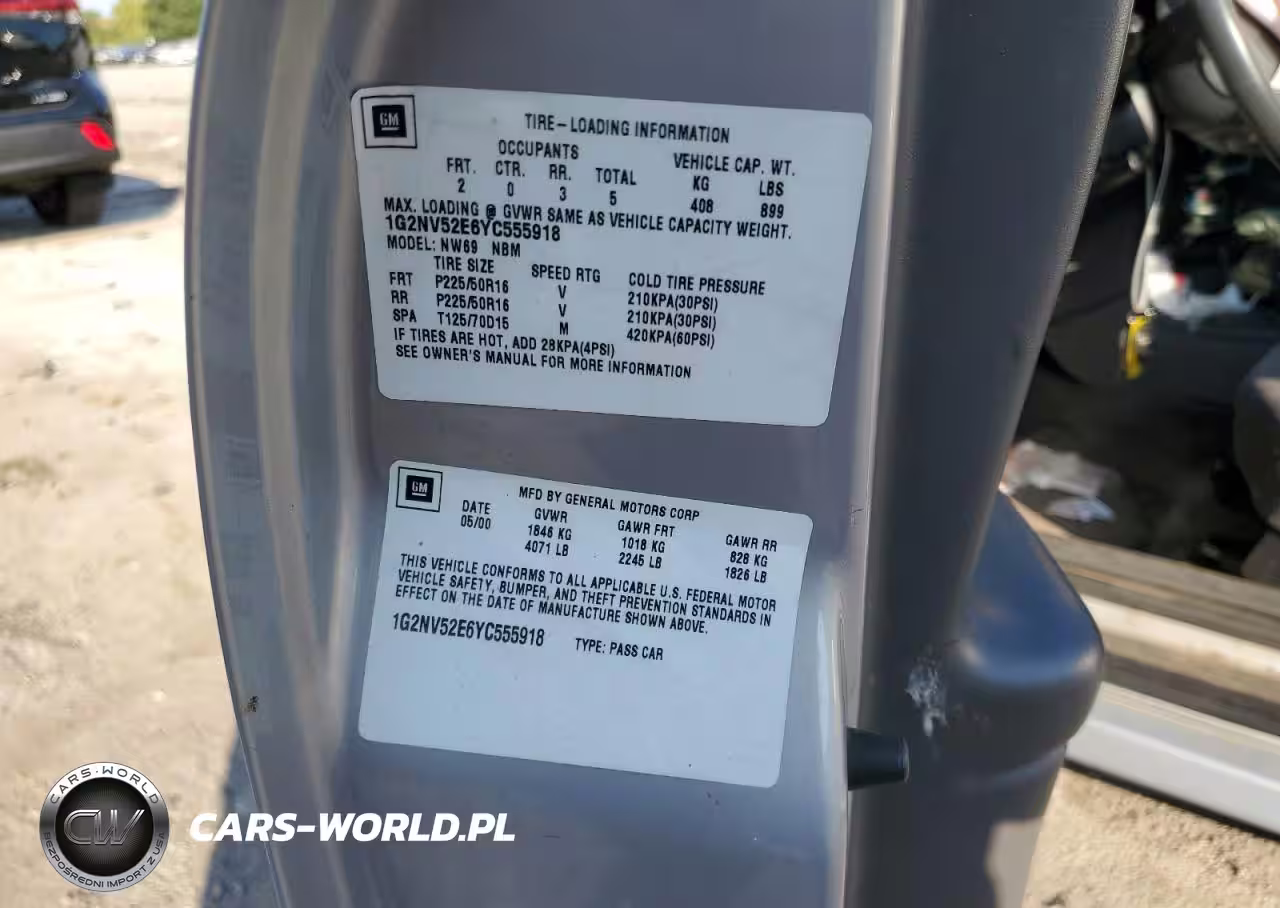 GM
TIRE-LOADING INFORMATION
OCCUPANTS VEHICLE CAP. WT.
FRT. CTR. RR. TOTAL KG LBS
2 0 3 5 408 899
MAX. LOADING @ GVWR SAME AS VEHICLE CAPACITY WEIGHT.
1G2NV52E6YC555918
MODEL: NW69 NBM
TIRE SIZE SPEED RTG COLD TIRE PRESSURE
FRT P225/50R16 V 210KPA(30PSI)
RR P225/50R16 V 210KPA(30PSI)
SPA T125/70D15 M 420KPA(60PSI)
IF TIRES ARE HOT, ADD 28KPA(4PSI)
SEE OWNER'S MANUAL FOR MORE INFORMATION
GM
MFD BY GENERAL MOTORS CORP
DATE GVWR GAWR FRT GAWR RR
05/00 1846 KG 1018 KG 828 KG
4071 LB 2245 LB 1826 LB
THIS VEHICLE CONFORMS TO ALL APPLICABLE U.S. FEDERAL MOTOR
VEHICLE SAFETY, BUMPER, AND THEFT PREVENTION STANDARDS IN
EFFECT ON THE DATE OF MANUFACTURE SHOWN ABOVE.
1G2NV52E6YC555918 TYPE: PASS CAR
CARS-WORLD
CW
BEZPOŚREDNI IMPORT Z USA
CARS-WORLD.PL